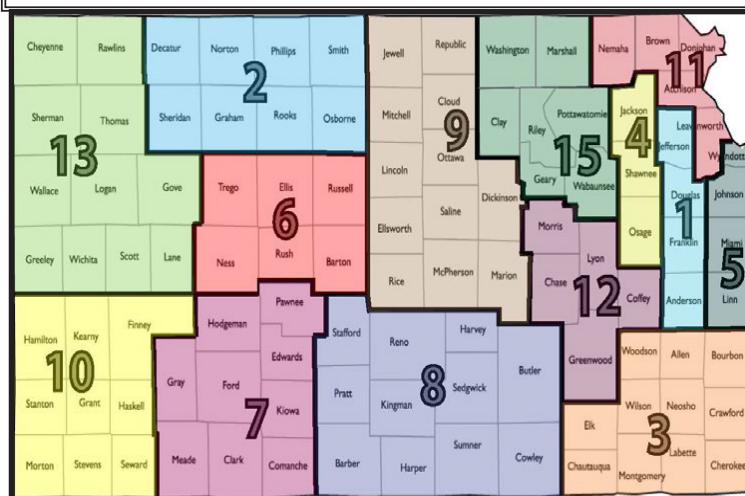 Cheyenne Rawlins Decatur Norton Phillips Smith Jewell Republic Washington Marshall Nemaha Brown Doniphan
2 11
Atchison
Sherman Thomas Sheridan Graham Rooks Osborne Mitchell Cloud Clay Riley Pottawatomie Jackson Jefferson Leavenworth
13 9 15 4
Wallace Logan Gove Trego Ellis Russell Lincoln Ottawa Dickinson Geary Wabaunsee Shawnee Douglas Wyandott
6 1
Greeley Wichita Scott Lane Ness Rush Barton Ellsworth Saline Morris Lyon Osage Franklin Johnson
Rice McPherson Marion Chase Coffey Anderson Miami
12 5
Linn
Hamilton Kearny Finney Hodgeman Pawnee Stafford Reno Harvey Butler Greenwood Woodson Allen Bourbon
10 Edwards 8
Stanton Grant Haskell Gray Ford Kiowa Pratt Kingman Sedgwick Elk Wilson Neosho Crawford
7 3
Morton Stevens Seward Meade Clark Comanche Barber Harper Sumner Cowley Chautauqua Montgomery Labette Cherokee